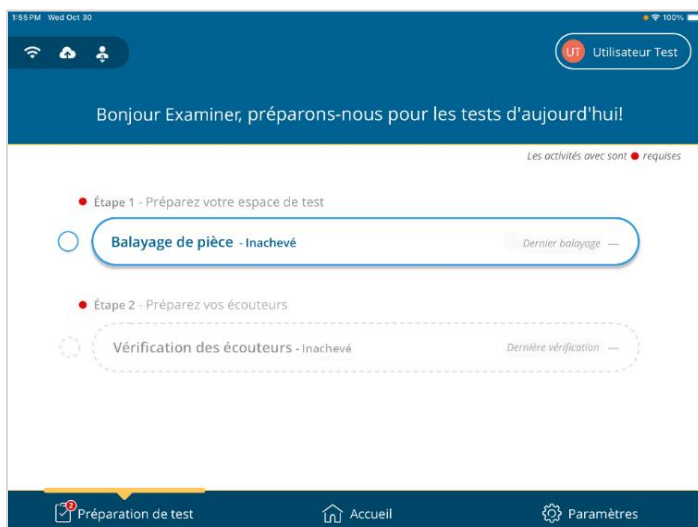 1:55 PM Wed Oct 30
100%
UT Utilisateur Test
Bonjour Examiner, préparons-nous pour les tests d'aujourd'hui!
Les activités avec sont ● requises
● Étape 1 - Préparez votre espace de test
Balayage de pièce - Inachevé
Dernier balayage —
● Étape 2 - Préparez vos écouteurs
Vérification des écouteurs - Inachevé
Dernière vérification —
2
Préparation de test
Accueil
Paramètres